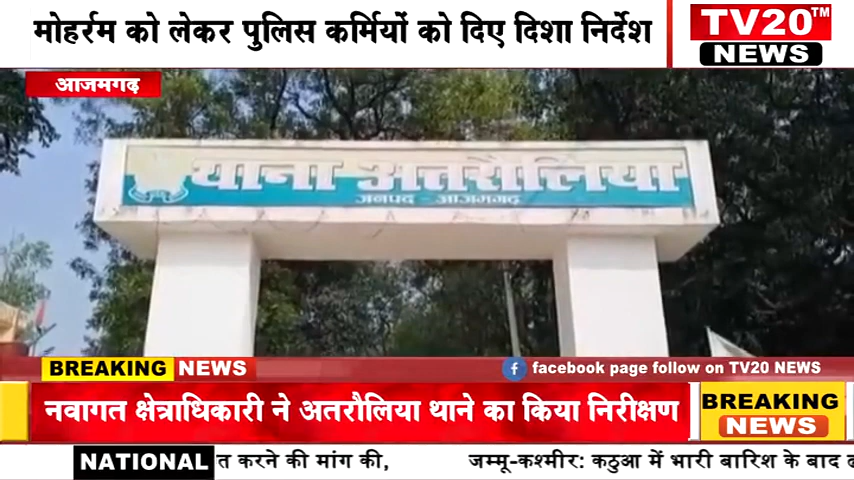 मोहर्रम को लेकर पुलिस कर्मियों को दिए दिशा निर्देश
TV20™
NEWS
आजमगढ़
थाना अतरौलिया
जनपद - आजमगढ़
BREAKING NEWS
facebook page follow on TV20 NEWS
नवागत क्षेत्राधिकारी ने अतरौलिया थाने का किया निरीक्षण
BREAKING
NEWS
NATIONAL
त करने की मांग की, जम्मू-कश्मीर: कठुआ में भारी बारिश के बाद